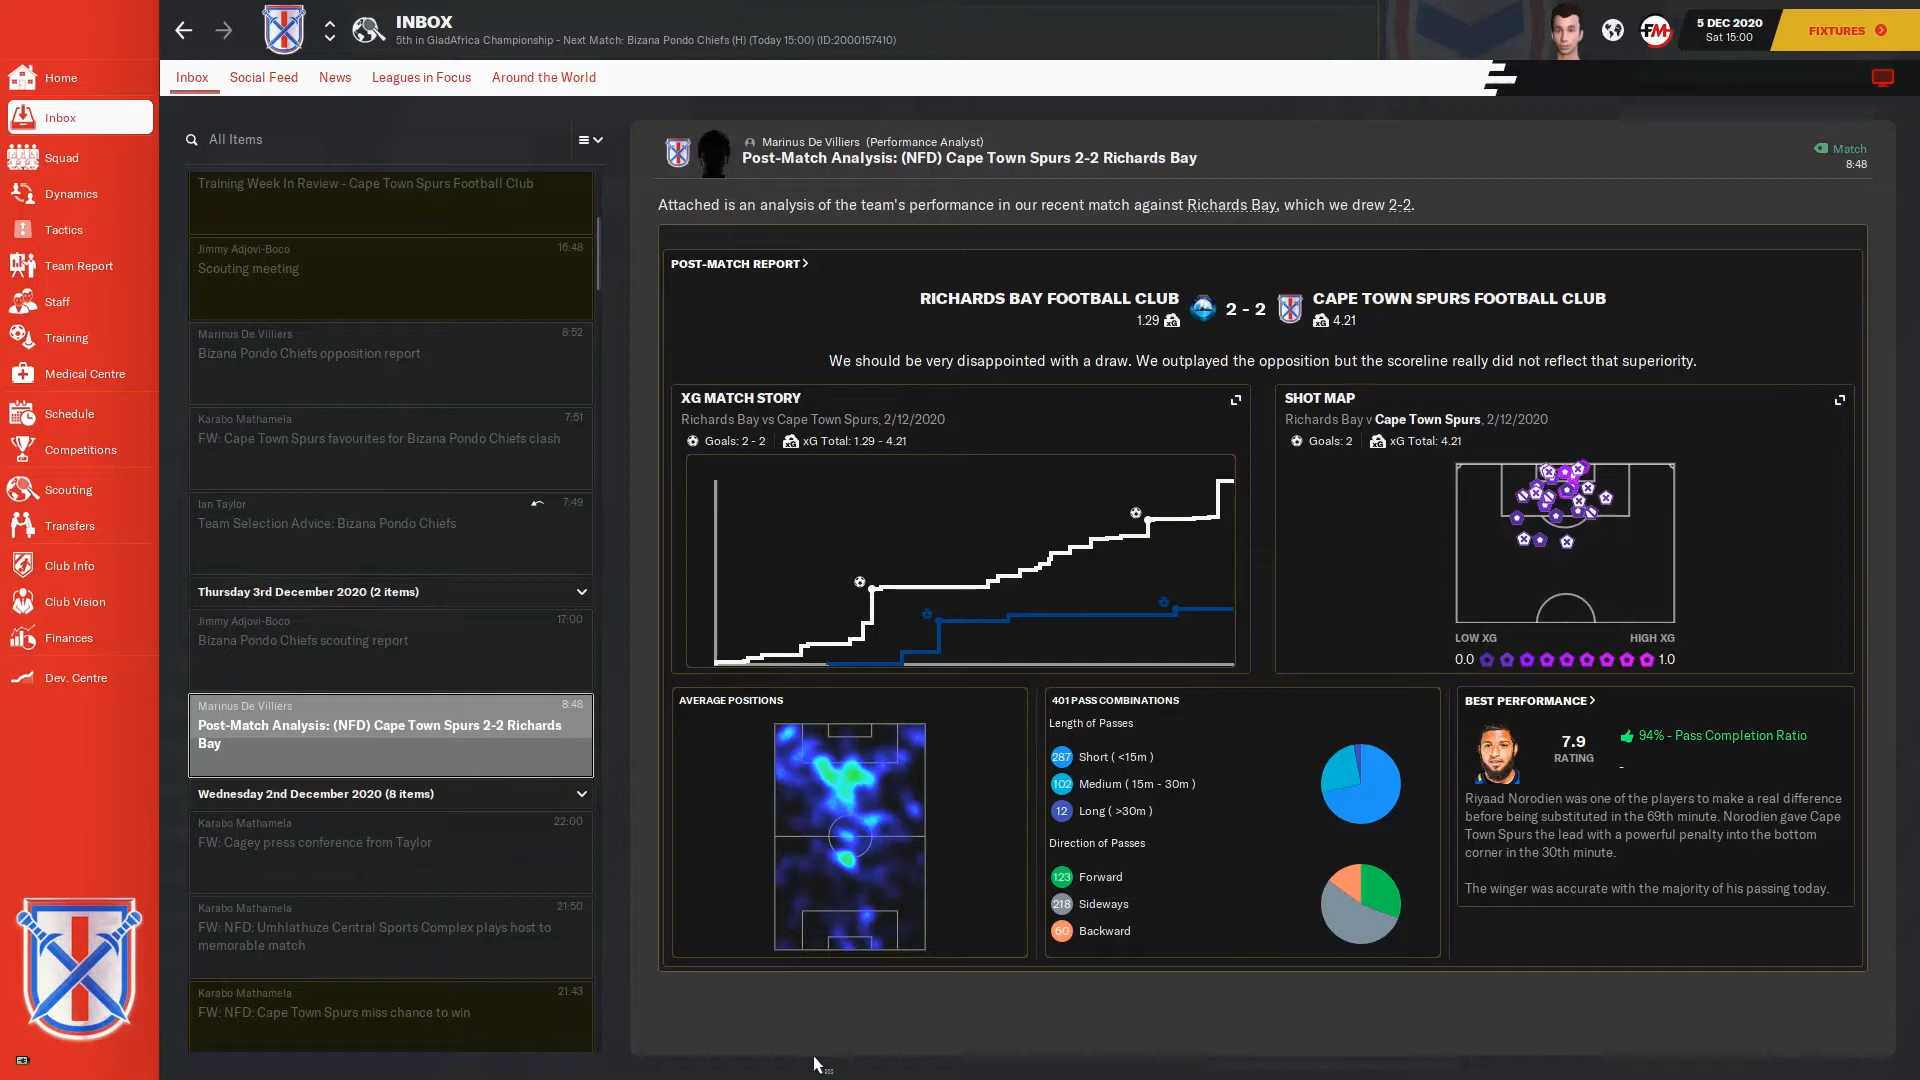 INBOX
5th in GladAfrica Championship - Next Match: Bizana Pondo Chiefs (H) (Today 15:00) (ID:2000157410)
FM
5 DEC 2020
Sat 15:00
FIXTURES
Inbox
Social Feed
News
Leagues in Focus
Around the World
Home
Inbox
Squad
Dynamics
Tactics
Team Report
Staff
Training
Medical Centre
Schedule
Competitions
Scouting
Transfers
Club Info
Club Vision
Finances
Dev. Centre
All Items
Training Week In Review - Cape Town Spurs Football Club
Jimmy Adjovi-Boco 16:48
Scouting meeting
Marinus De Villiers 8:52
Bizana Pondo Chiefs opposition report
Karabo Mathamela 7:51
FW: Cape Town Spurs favourites for Bizana Pondo Chiefs clash
Ian Taylor 7:49
Team Selection Advice: Bizana Pondo Chiefs
Thursday 3rd December 2020 (2 items)
Jimmy Adjovi-Boco 17:00
Bizana Pondo Chiefs scouting report
Marinus De Villiers 8:48
Post-Match Analysis: (NFD) Cape Town Spurs 2-2 Richards
Bay
Wednesday 2nd December 2020 (8 items)
Karabo Mathamela 22:00
FW: Cagey press conference from Taylor
Karabo Mathamela 21:50
FW: NFD: Umhlathuze Central Sports Complex plays host to
memorable match
Karabo Mathamela 21:43
FW: NFD: Cape Town Spurs miss chance to win
Marinus De Villiers (Performance Analyst)
Post-Match Analysis: (NFD) Cape Town Spurs 2-2 Richards Bay
Match
8:48
Attached is an analysis of the team's performance in our recent match against Richards Bay, which we drew 2-2.
POST-MATCH REPORT
RICHARDS BAY FOOTBALL CLUB 2 - 2 CAPE TOWN SPURS FOOTBALL CLUB
1.29 xG xG 4.21
We should be very disappointed with a draw. We outplayed the opposition but the scoreline really did not reflect that superiority.
XG MATCH STORY
Richards Bay vs Cape Town Spurs, 2/12/2020
Goals: 2 - 2 xG xG Total: 1.29 - 4.21
SHOT MAP
Richards Bay v Cape Town Spurs, 2/12/2020
Goals: 2 xG xG Total: 4.21
LOW XG HIGH XG
0.0 1.0
AVERAGE POSITIONS
401 PASS COMBINATIONS
Length of Passes
287 Short ( <15m )
102 Medium ( 15m - 30m )
12 Long ( >30m )
Direction of Passes
123 Forward
218 Sideways
60 Backward
BEST PERFORMANCE
7.9
RATING
94% - Pass Completion Ratio
-
Riyaad Norodien was one of the players to make a real difference
before being substituted in the 69th minute. Norodien gave Cape
Town Spurs the lead with a powerful penalty into the bottom
corner in the 30th minute.
The winger was accurate with the majority of his passing today.